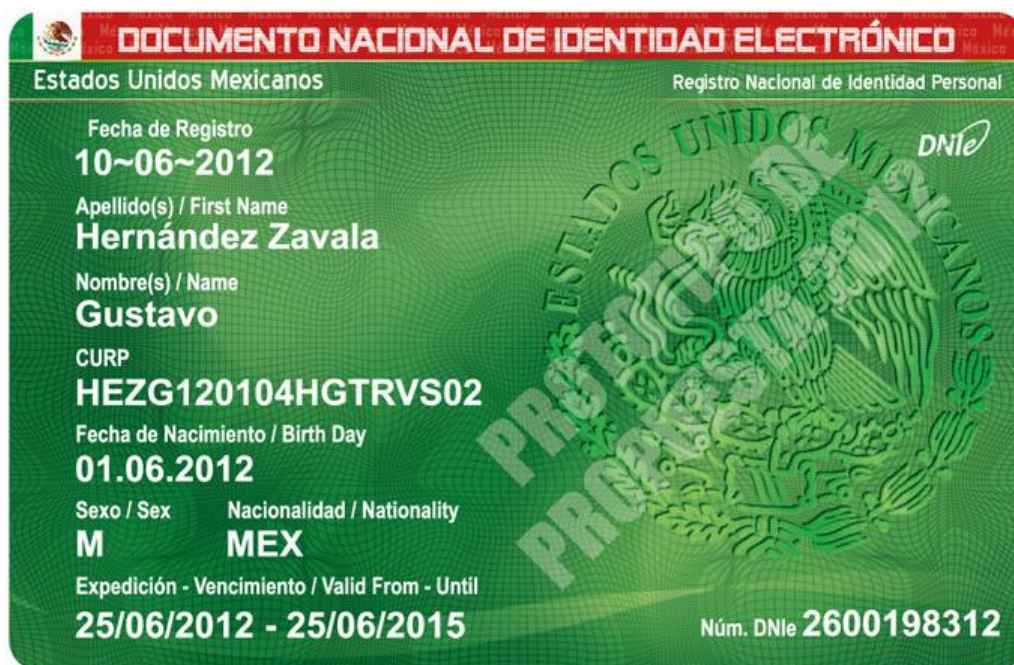 DOCUMENTO NACIONAL DE IDENTIDAD ELECTRÓNICO
Estados Unidos Mexicanos
Registro Nacional de Identidad Personal
DNIe
Fecha de Registro
10~06~2012
Apellido(s) / First Name
Hernández Zavala
Nombre(s) / Name
Gustavo
CURP
HEZG120104HGTRVS02
Fecha de Nacimiento / Birth Day
01.06.2012
Sexo / Sex Nacionalidad / Nationality
M MEX
Expedición - Vencimiento / Valid From - Until
25/06/2012 - 25/06/2015
Núm. DNIe 2600198312
ESTADOS UNIDOS MEXICANOS